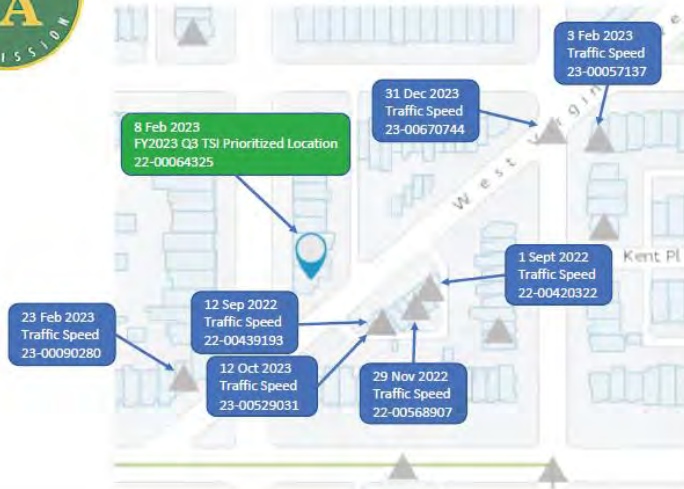 A
ISSION
3 Feb 2023
Traffic Speed
23-00057137
31 Dec 2023
Traffic Speed
23-00670744
8 Feb 2023
FY2023 Q3 TSI Prioritized Location
22-00064325
West Virgin
Kent Pl
1 Sept 2022
Traffic Speed
22-00420322
12 Sep 2022
Traffic Speed
22-00439193
23 Feb 2023
Traffic Speed
23-00090280
12 Oct 2023
Traffic Speed
23-00529031
29 Nov 2022
Traffic Speed
22-00568907